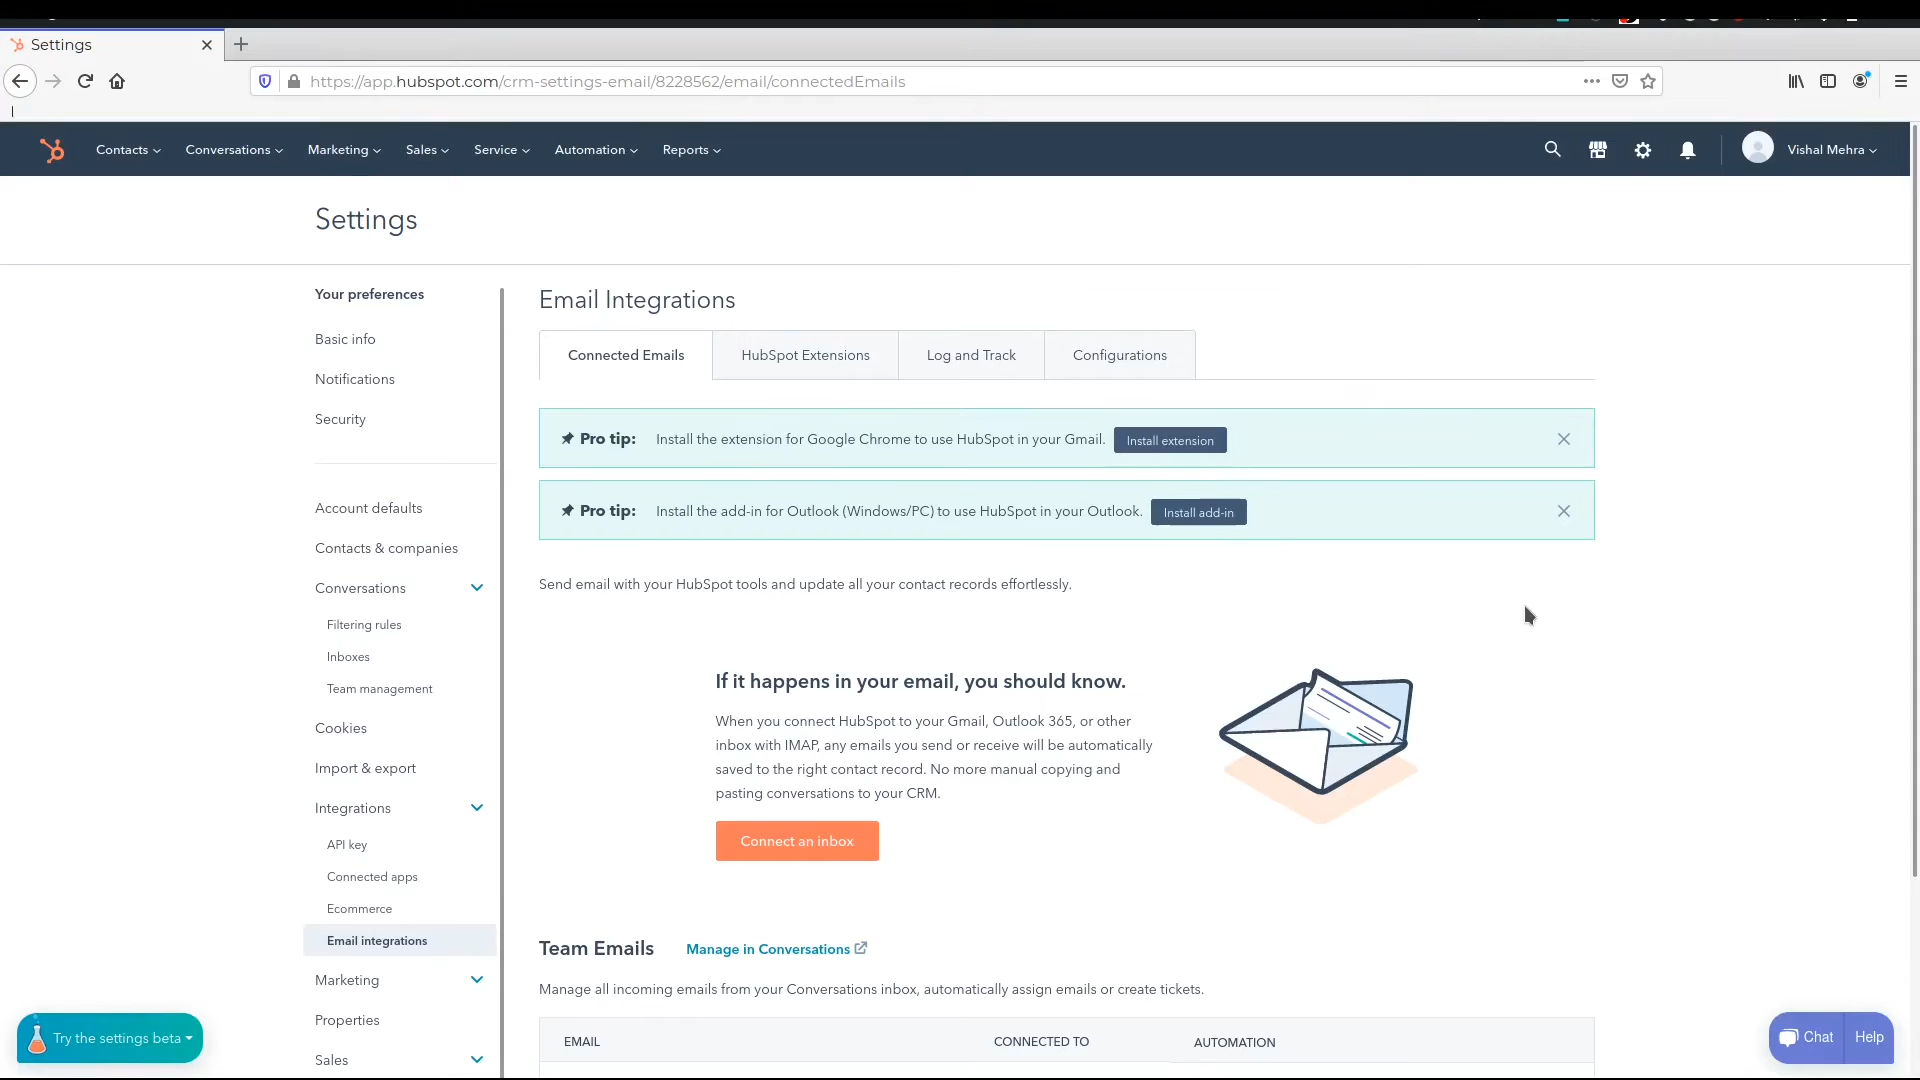 Settings
https://app.hubspot.com/crm-settings-email/8228562/email/connectedEmails
Contacts
Conversations
Marketing
Sales
Service
Automation
Reports
Vishal Mehra
Settings
Your preferences
Basic info
Notifications
Security
Account defaults
Contacts & companies
Conversations
Filtering rules
Inboxes
Team management
Cookies
Import & export
Integrations
API key
Connected apps
Ecommerce
Email integrations
Marketing
Properties
Sales
Try the settings beta
Email Integrations
Connected Emails
HubSpot Extensions
Log and Track
Configurations
Pro tip: Install the extension for Google Chrome to use HubSpot in your Gmail. Install extension
Pro tip: Install the add-in for Outlook (Windows/PC) to use HubSpot in your Outlook. Install add-in
Send email with your HubSpot tools and update all your contact records effortlessly.
If it happens in your email, you should know.
When you connect HubSpot to your Gmail, Outlook 365, or other
inbox with IMAP, any emails you send or receive will be automatically
saved to the right contact record. No more manual copying and
pasting conversations to your CRM.
Connect an inbox
Team Emails Manage in Conversations
Manage all incoming emails from your Conversations inbox, automatically assign emails or create tickets.
EMAIL CONNECTED TO AUTOMATION
Chat Help